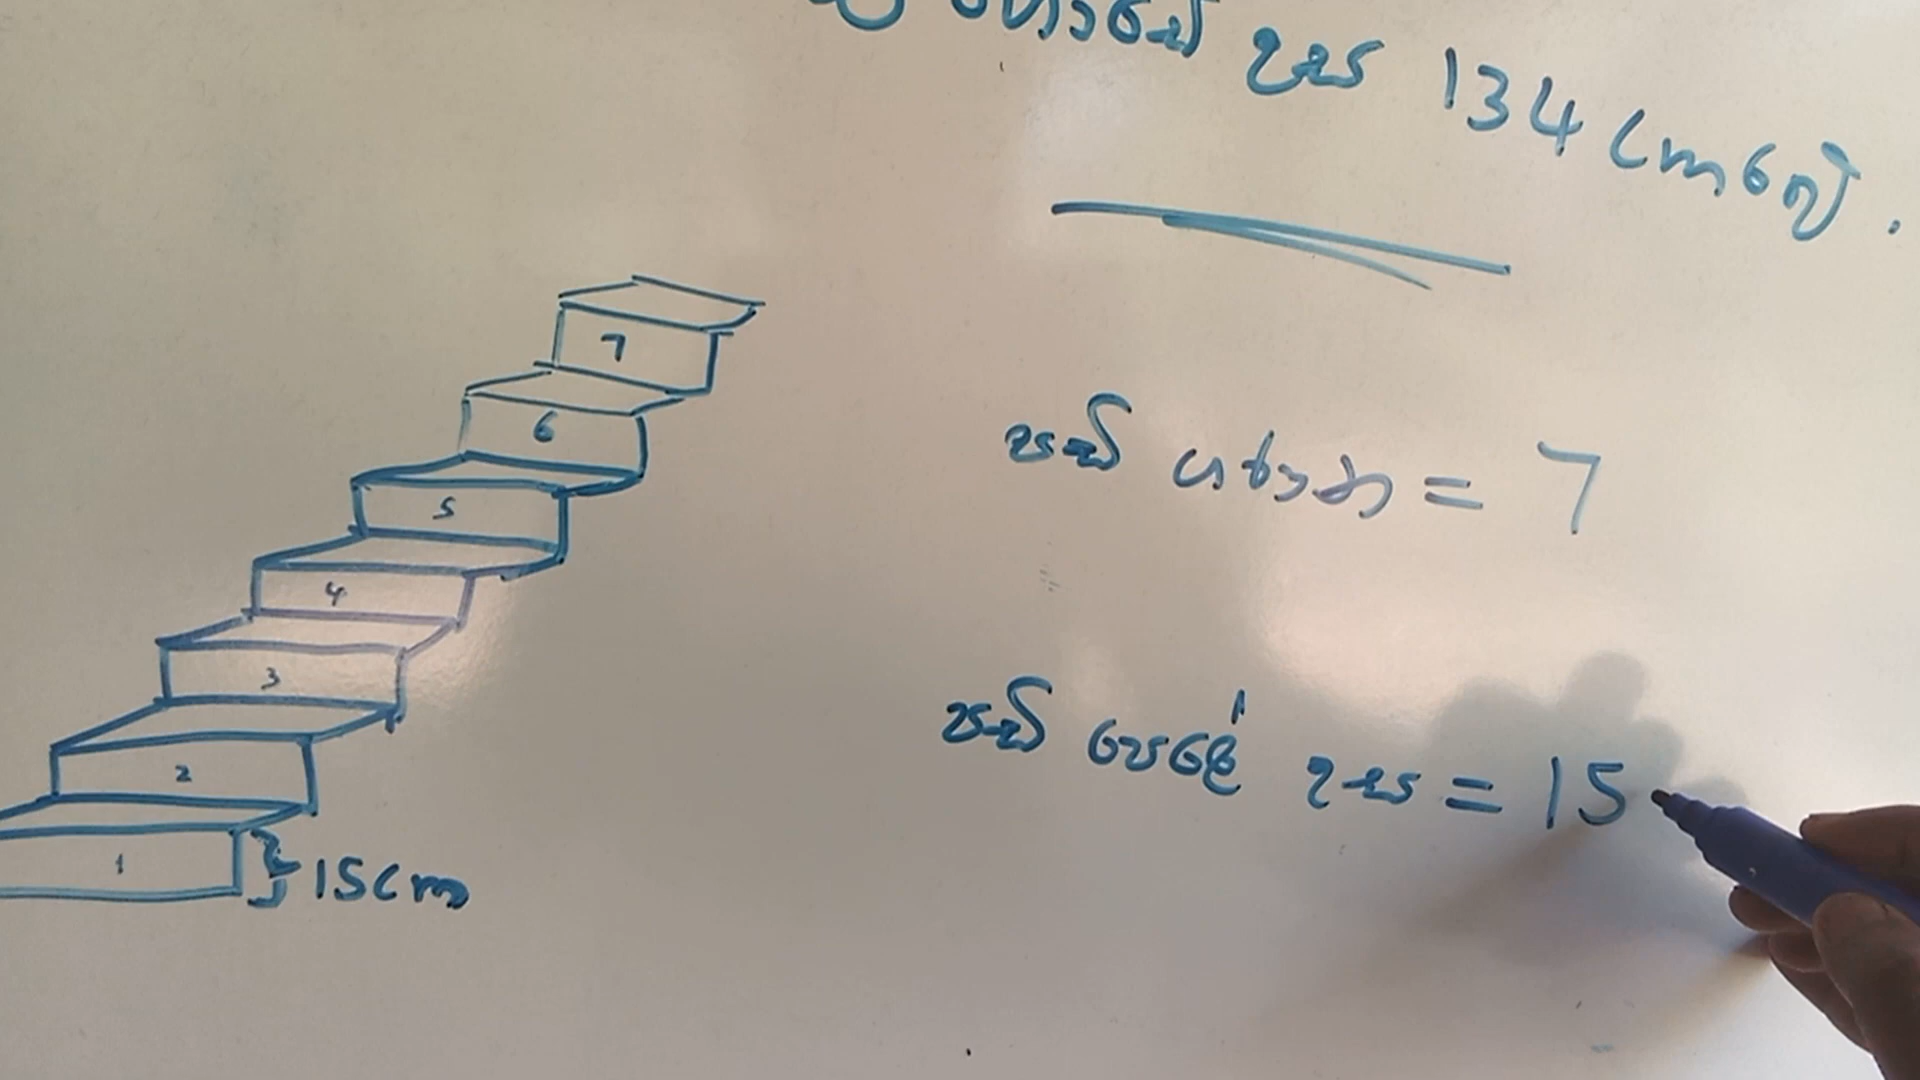 උස 134 cmෙනි.
7
6
පඩි ගණන = 7
5
4
3
පඩි පෙළේ උස = 15
2
1
15cm